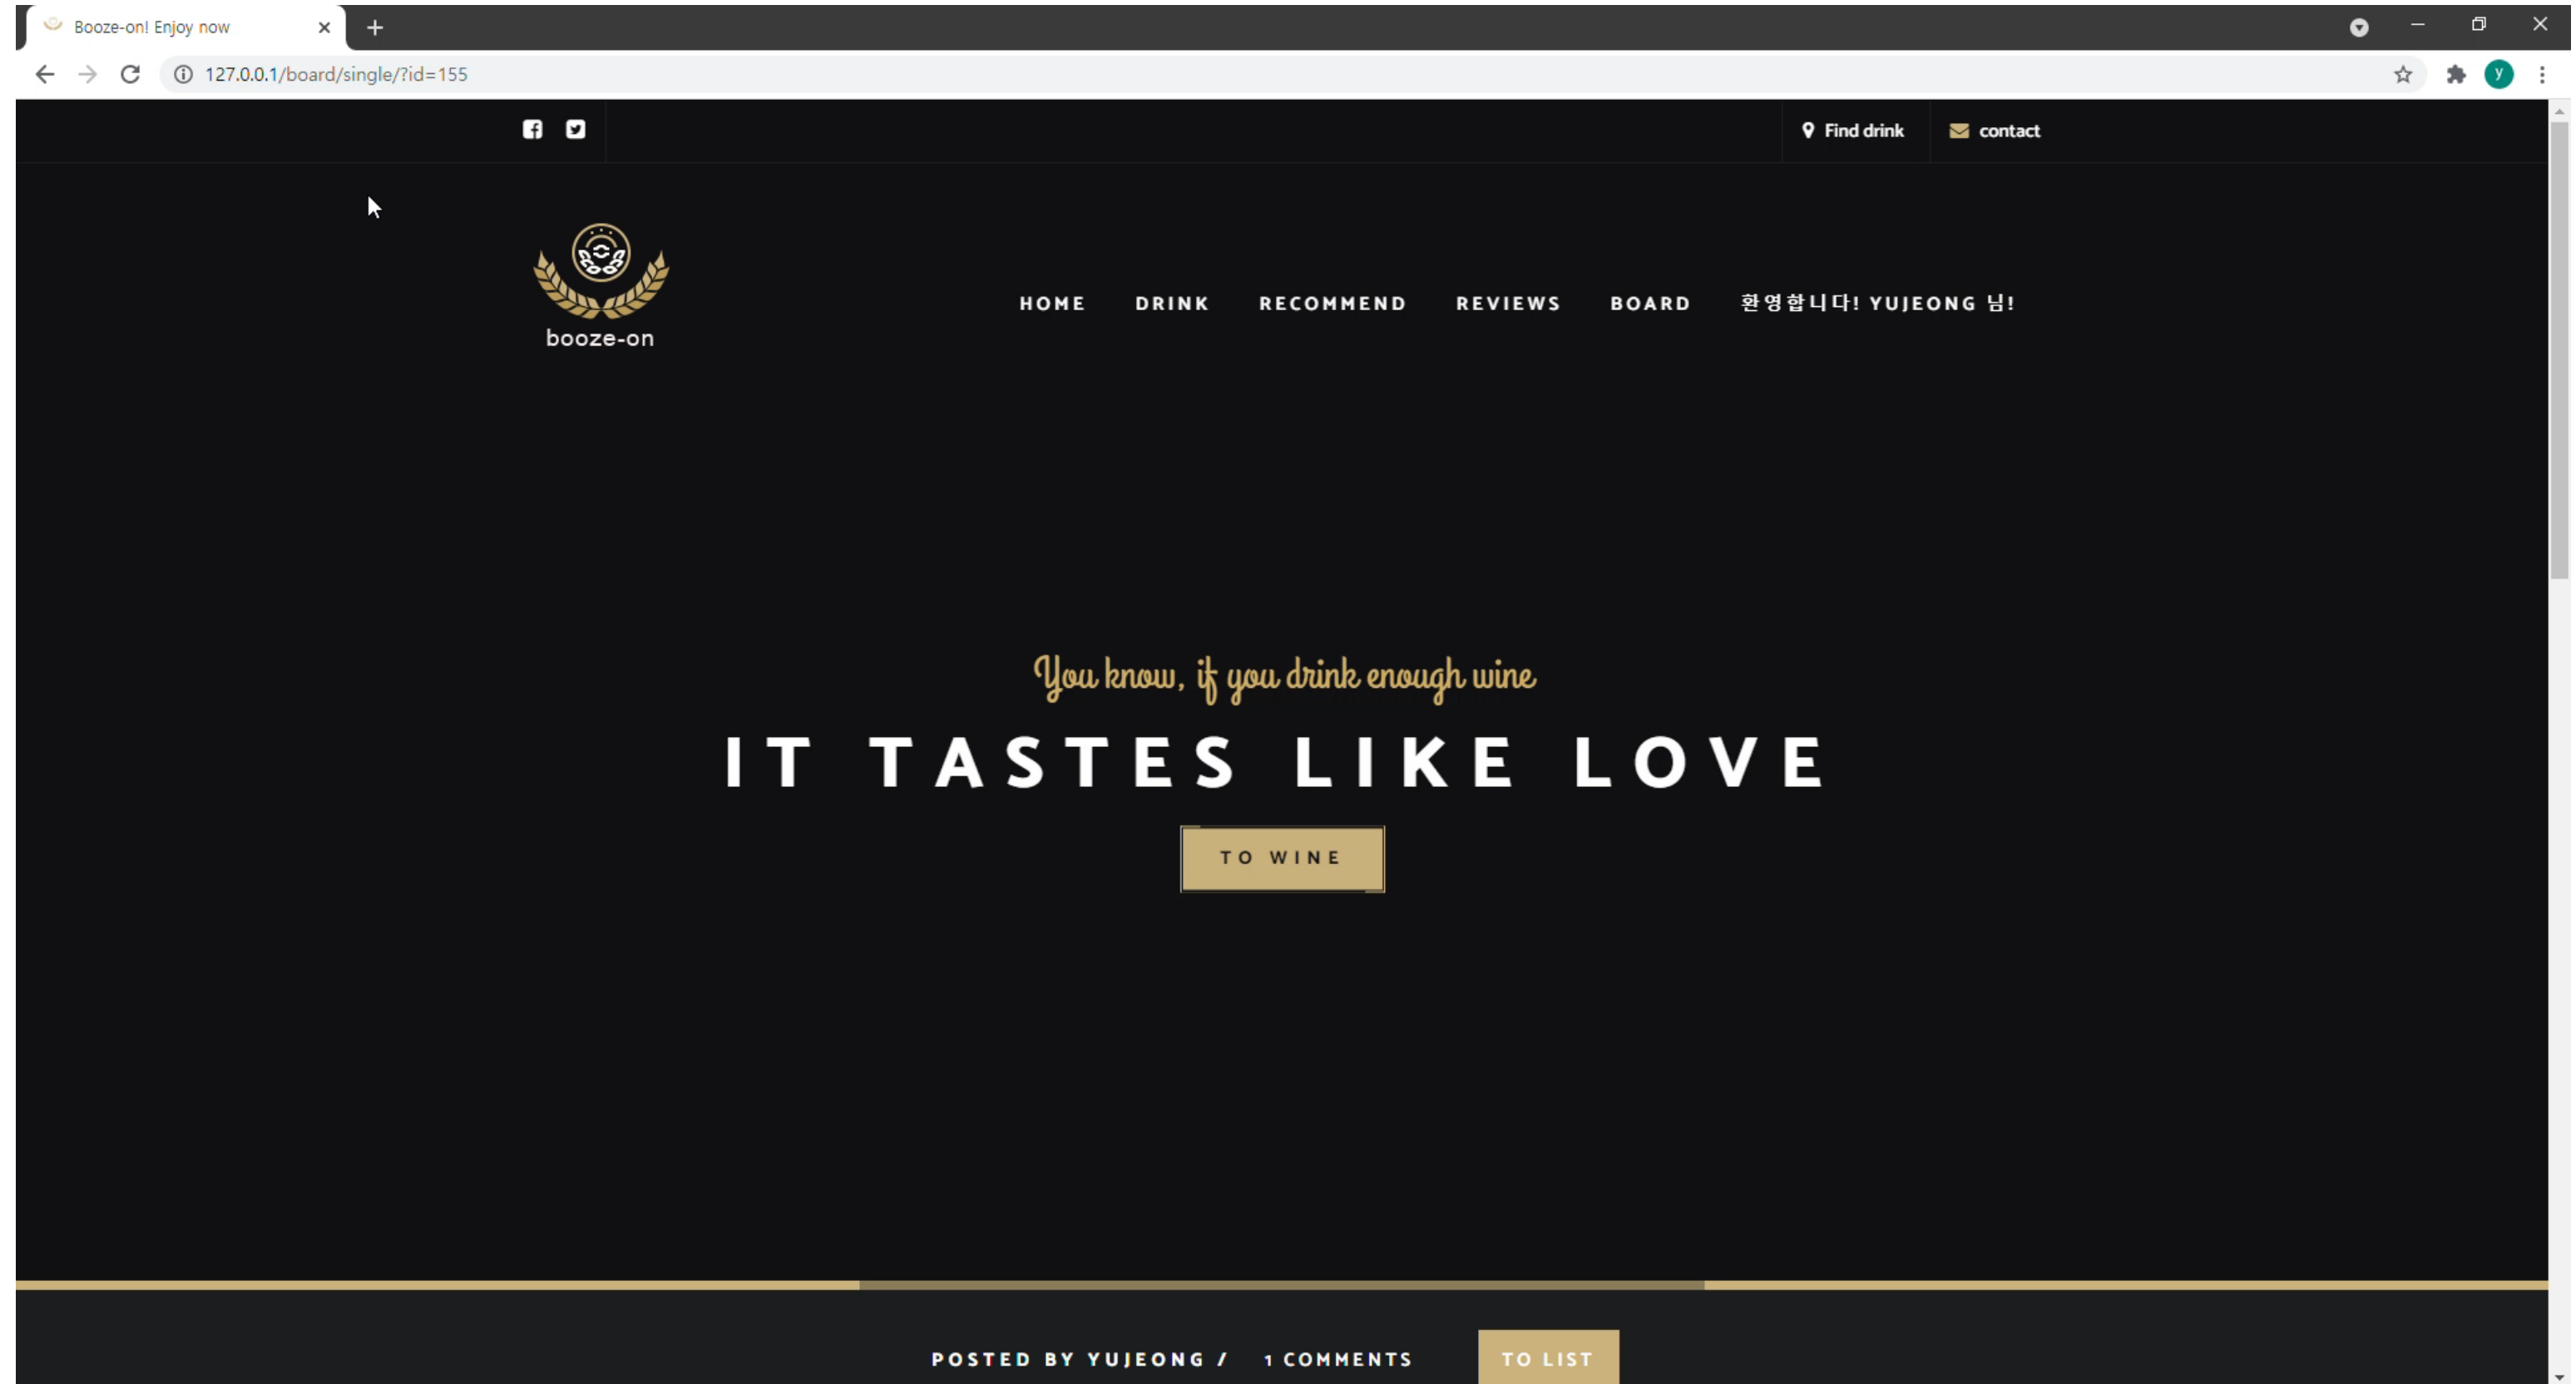 Booze-on! Enjoy now
127.0.0.1/board/single/?id=155
y
Find drink
contact
booze-on
HOME DRINK RECOMMEND REVIEWS BOARD 환영합니다! YUJEONG 님!
You know, if you drink enough wine
IT TASTES LIKE LOVE
TO WINE
POSTED BY YUJEONG / 1 COMMENTS TO LIST